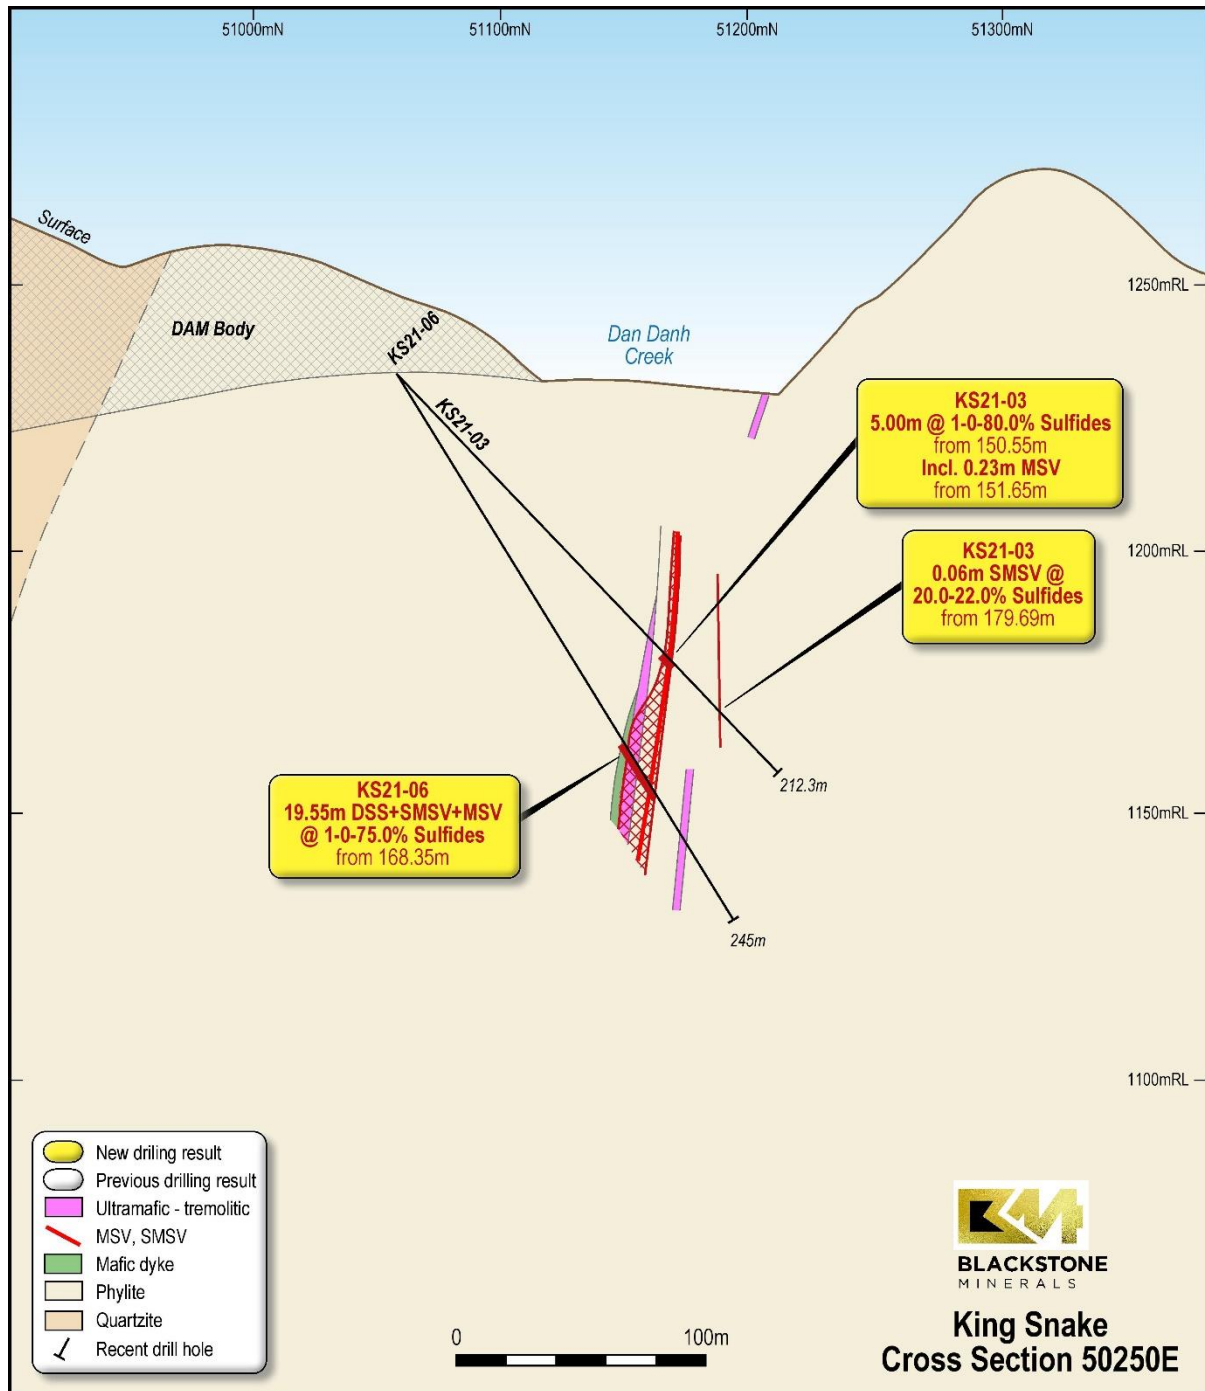 51000mN
51100mN
51200mN
51300mN
Surface
1250mRL
DAM Body
KS21-06
Dan Danh
Creek
KS21-03
KS21-03
5.00m @ 1-0-80.0% Sulfides
from 150.55m
Incl. 0.23m MSV
from 151.65m
1200mRL
KS21-03
0.06m SMSV @
20.0-22.0% Sulfides
from 179.69m
212.3m
KS21-06
19.55m DSS+SMSV+MSV
@ 1-0-75.0% Sulfides
from 168.35m
1150mRL
245m
1100mRL
New driling result
Previous drilling result
Ultramafic - tremolitic
MSV, SMSV
Mafic dyke
Phylite
Quartzite
Recent drill hole
0
100m
BLACKSTONE
MINERALS
King Snake
Cross Section 50250E